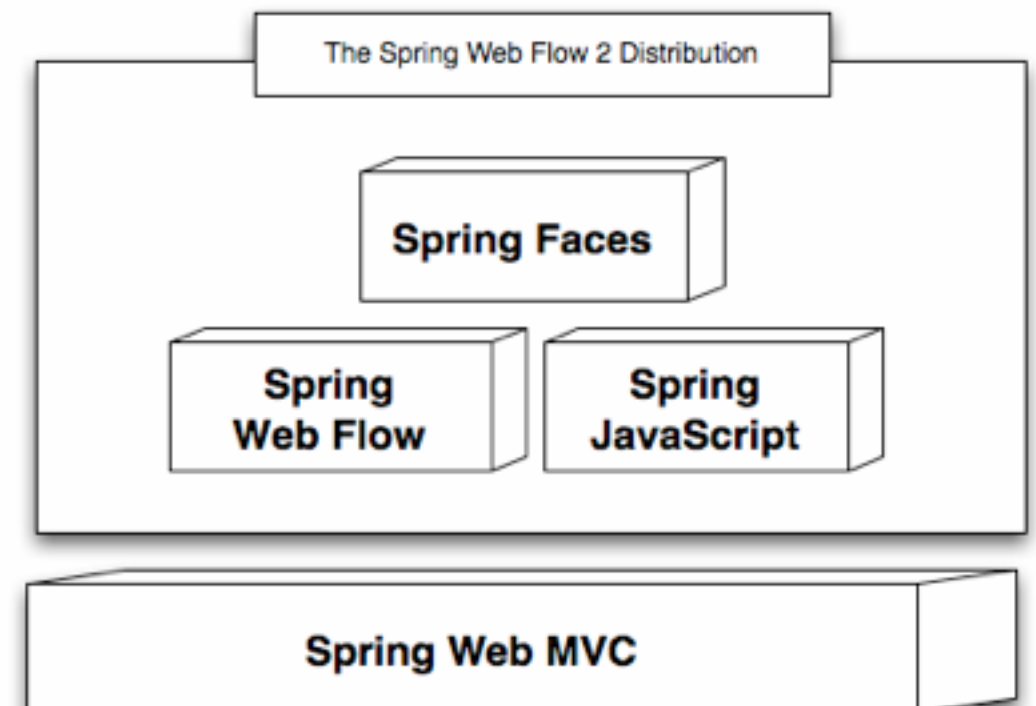 The Spring Web Flow 2 Distribution
Spring Faces
Spring
Web Flow
Spring
JavaScript
Spring Web MVC